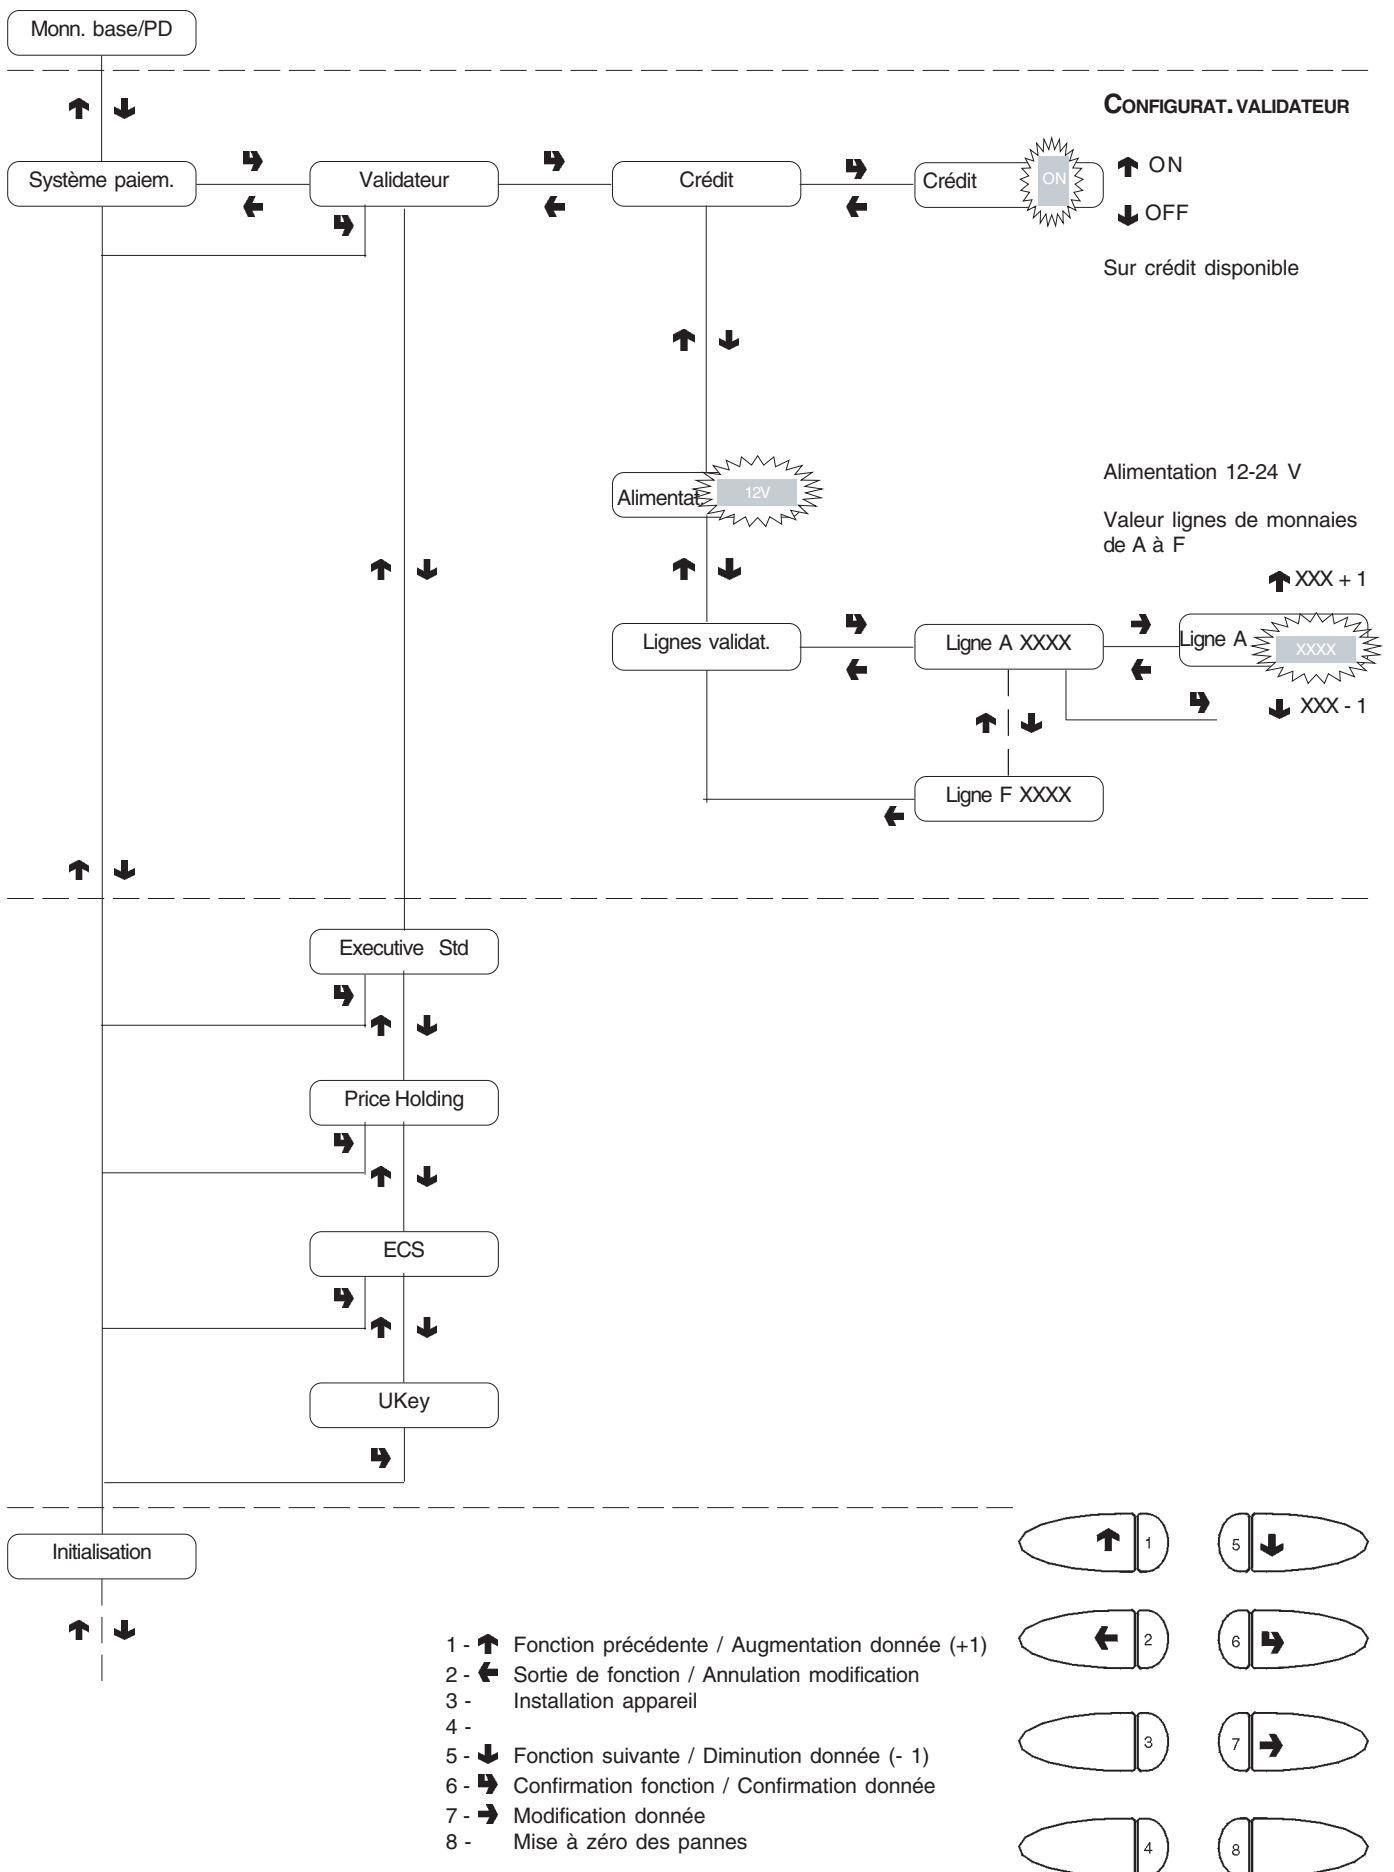 Monn. base/PD
CONFIGURAT. VALIDATEUR
Système paiem.
Validateur
Crédit
Crédit
ON
ON
OFF
Sur crédit disponible
Alimentat.
12V
Alimentation 12-24 V
Valeur lignes de monnaies
de A à F
XXX + 1
Lignes validat.
Ligne A XXXX
Ligne A
XXXX
XXX - 1
Ligne F XXXX
Executive Std
Price Holding
ECS
UKey
Initialisation
1 - Fonction précédente / Augmentation donnée (+1)
2 - Sortie de fonction / Annulation modification
3 - Installation appareil
4 -
5 - Fonction suivante / Diminution donnée (- 1)
6 - Confirmation fonction / Confirmation donnée
7 - Modification donnée
8 - Mise à zéro des pannes
1
5
2
6
3
7
4
8